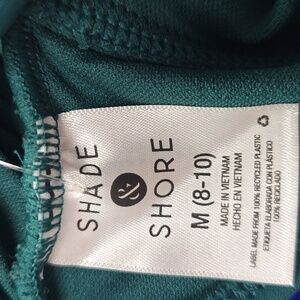 SHADE
&
SHORE
M (8-10)
MADE IN VIETNAM
HECHO EN VIETNAM
LABEL MADE FROM 100% RECYCLED PLASTIC
ETIQUETA ELABORADA CON PLÁSTICO
100% RECICLADO